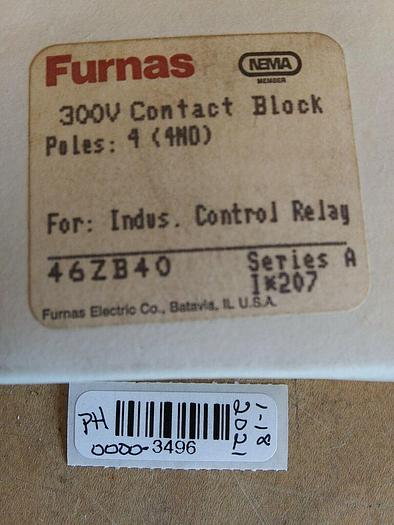 Furnas
NEMA
MEMBER
300V Contact Block
Poles: 4 (4NO)
For: Indus. Control Relay
46ZB40
Series A
1*207
Furnas Electric Co., Batavia, IL U.S.A.
PH
0000-3496
1-18
2021